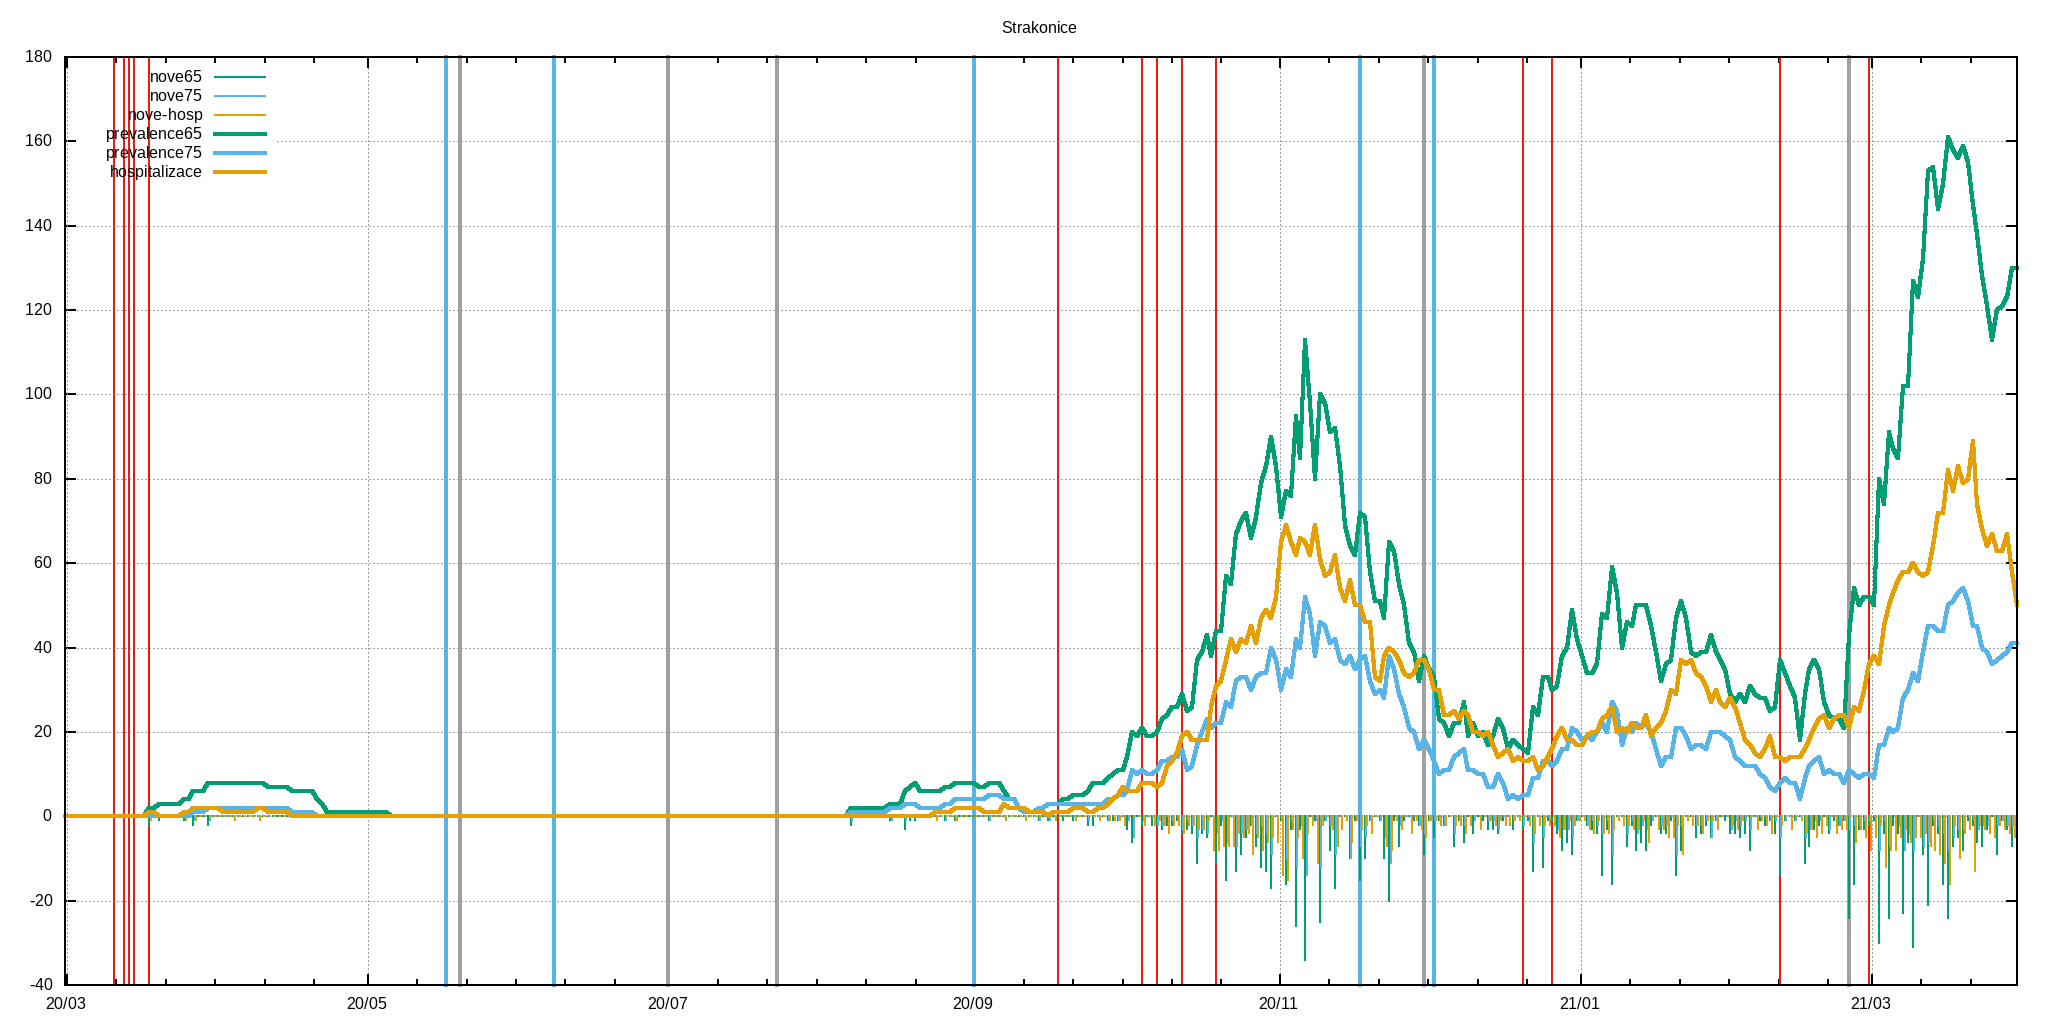 Strakonice
180
160
140
120
100
80
60
40
20
0
-20
-40
nove65
nove75
nove-hosp
prevalence65
prevalence75
hospitalizace
20/03 20/05 20/07 20/09 20/11 21/01 21/03